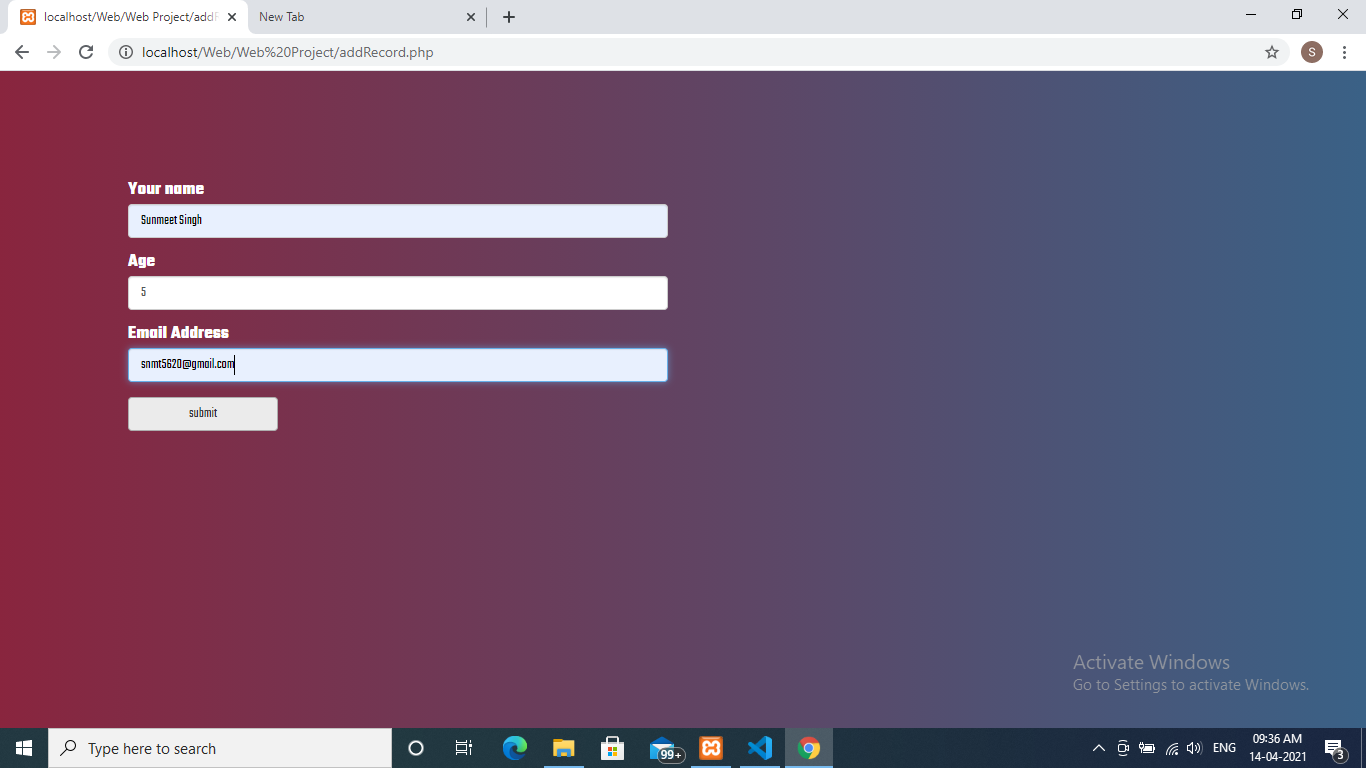 localhost/Web/Web Project/addR
New Tab
localhost/Web/Web%20Project/addRecord.php
S
Your name
Sunmeet Singh
Age
5
Email Address
snmt5620@gmail.com
submit
Activate Windows
Go to Settings to activate Windows.
Type here to search
99+
ENG
09:36 AM
14-04-2021
3